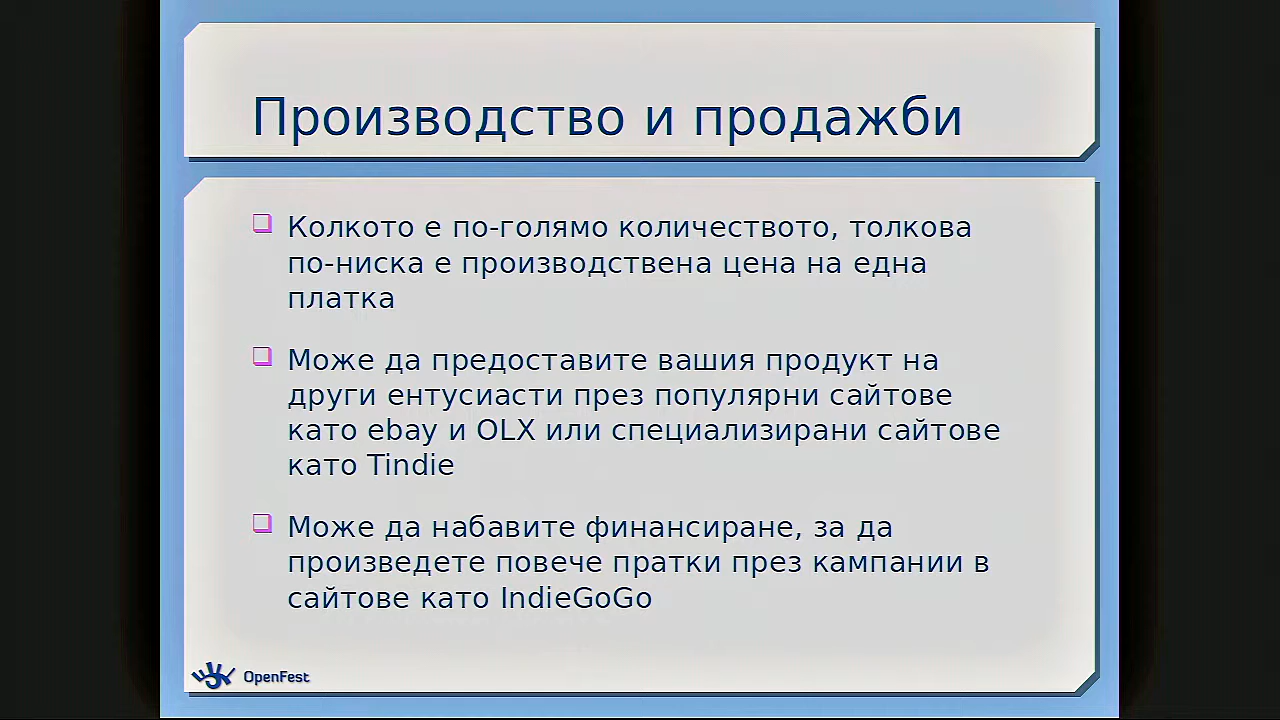 Производство и продажби
Колкото е по-голямо количеството, толкова
по-ниска е производствена цена на една
платка
Може да предоставите вашия продукт на
други ентусиасти през популярни сайтове
като ebay и OLX или специализирани сайтове
като Tindie
Може да набавите финансиране, за да
произведете повече пратки през кампании в
сайтове като IndieGoGo
OpenFest